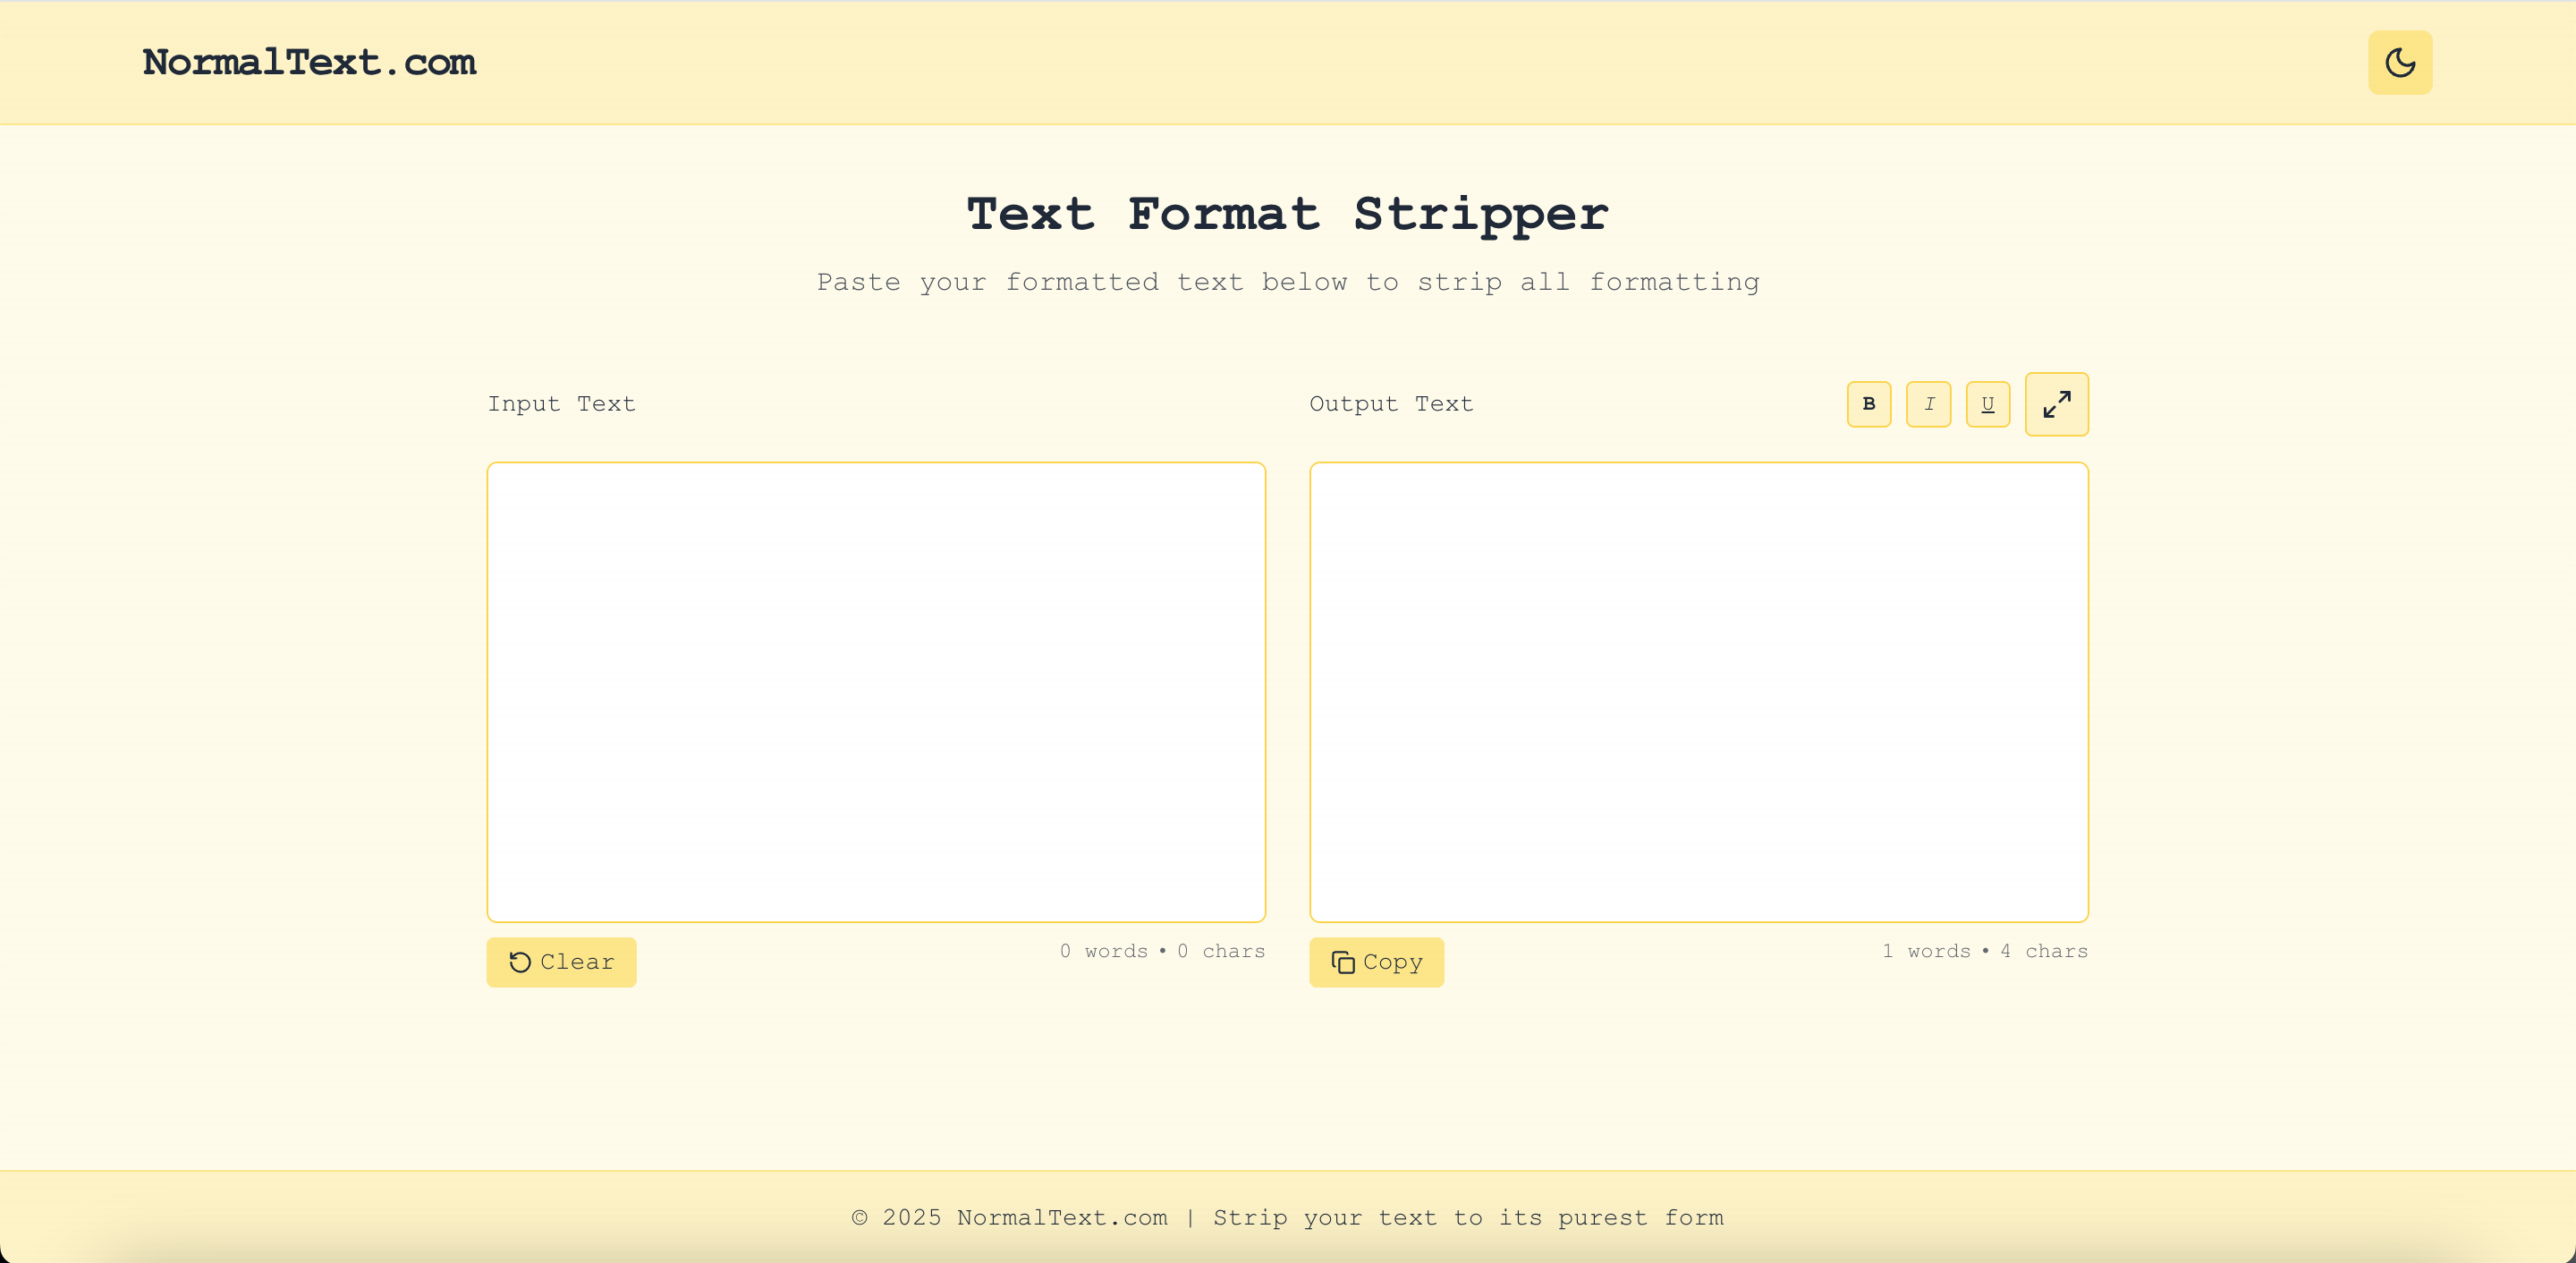 NormalText.com
Text Format Stripper
Paste your formatted text below to strip all formatting
Input Text
Output Text
B I U
Clear
0 words • 0 chars
Copy
1 words • 4 chars
© 2025 NormalText.com | Strip your text to its purest form